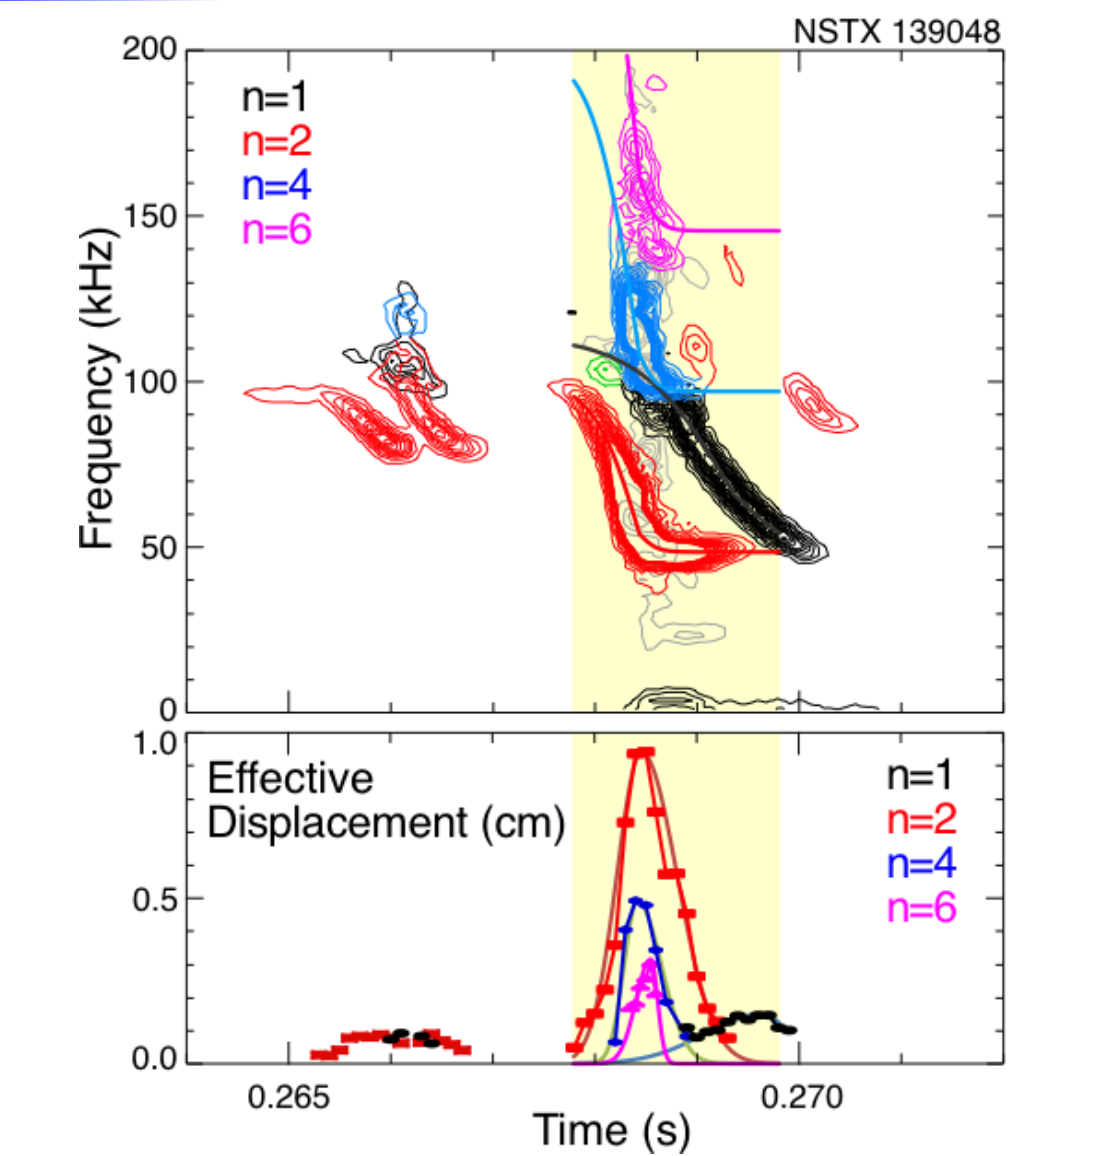 NSTX 139048
200
n=1
n=2
n=4
n=6
150
Frequency (kHz)
100
50
0
1.0
Effective
Displacement (cm)
n=1
n=2
n=4
n=6
0.5
0.0
0.265
0.270
Time (s)